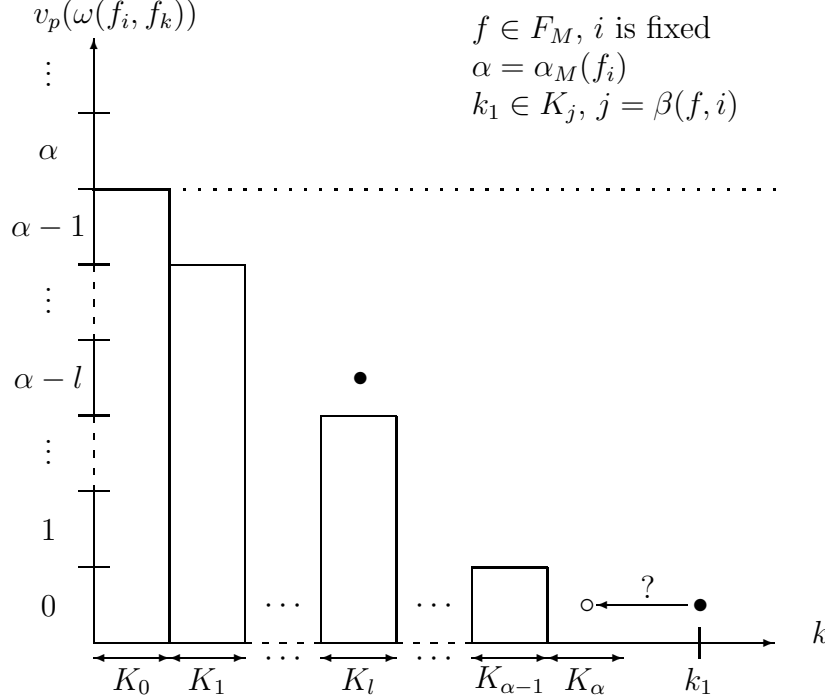 v_p(ω(f_i, f_k))
f ∈ F_M, i is fixed
α = α_M(f_i)
k_1 ∈ K_j, j = β(f, i)
⋮
α
α − 1
⋮
α − l
⋮
1
0
?
··· ···
k
··· ···
K_0 K_1 K_l K_{α−1} K_α k_1